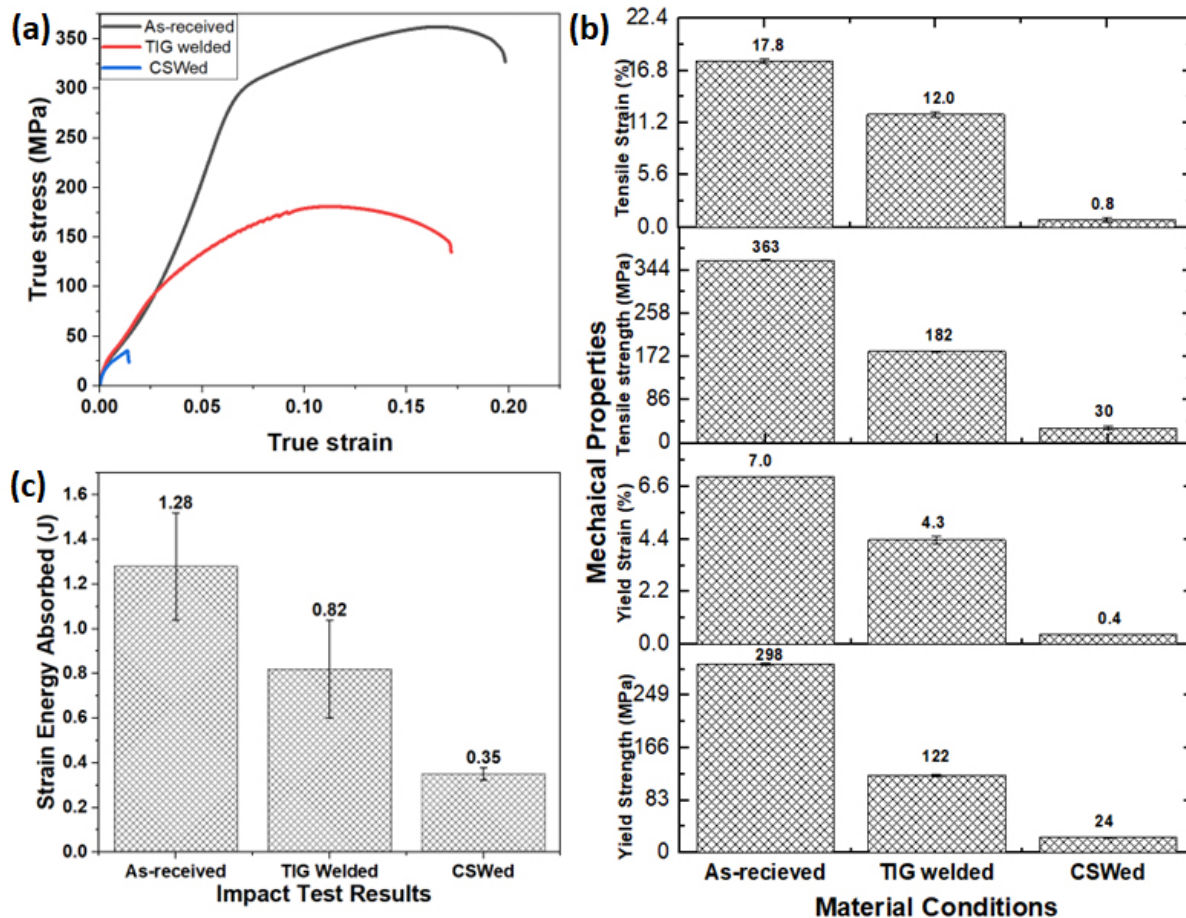 (a)
As-received
TIG welded
CSWed
350
300
250
200
150
100
50
0
0.00 0.05 0.10 0.15 0.20
True stress (MPa)
True strain
(b)
22.4
16.8
11.2
5.6
0.0
Tensile Strain (%)
17.8
12.0
0.8
344
258
172
86
0
Tensile strength (MPa)
363
182
30
6.6
4.4
2.2
0.0
Yield Strain (%)
7.0
4.3
0.4
249
166
83
0
Yield Strength (MPa)
298
122
24
Mechaical Properties
As-recieved TIG welded CSWed
Material Conditions
(c)
1.6
1.4
1.2
1.0
0.8
0.6
0.4
0.2
0.0
Strain Energy Absorbed (J)
1.28
0.82
0.35
As-received TIG Welded CSWed
Impact Test Results